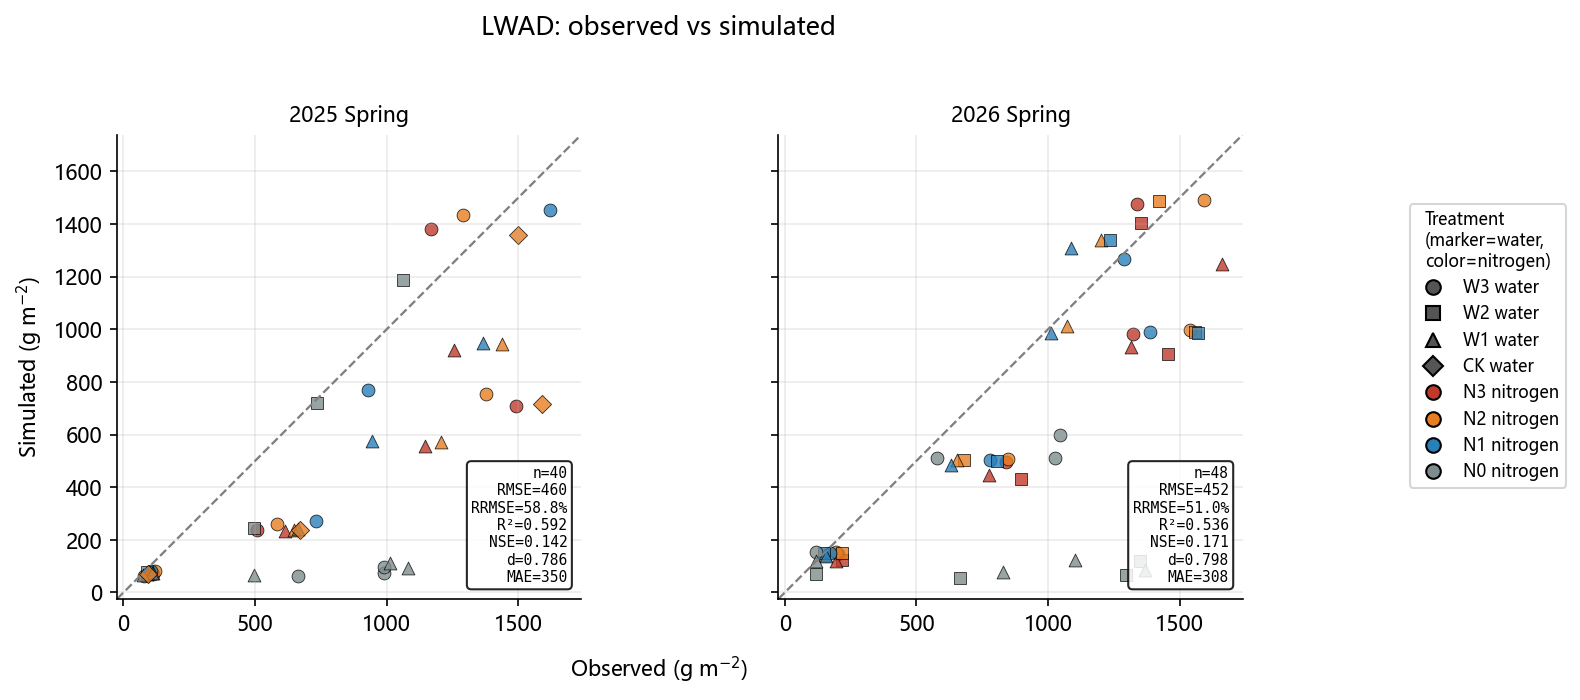 LWAD: observed vs simulated
2025 Spring
2026 Spring
Simulated (g m⁻²)
1600
1400
1200
1000
800
600
400
200
0
n=40
RMSE=460
RRMSE=58.8%
R²=0.592
NSE=0.142
d=0.786
MAE=350
0
500
1000
1500
n=48
RMSE=452
RRMSE=51.0%
R²=0.536
NSE=0.171
d=0.798
MAE=308
0
500
1000
1500
Observed (g m⁻²)
Treatment
(marker=water,
color=nitrogen)
W3 water
W2 water
W1 water
CK water
N3 nitrogen
N2 nitrogen
N1 nitrogen
N0 nitrogen